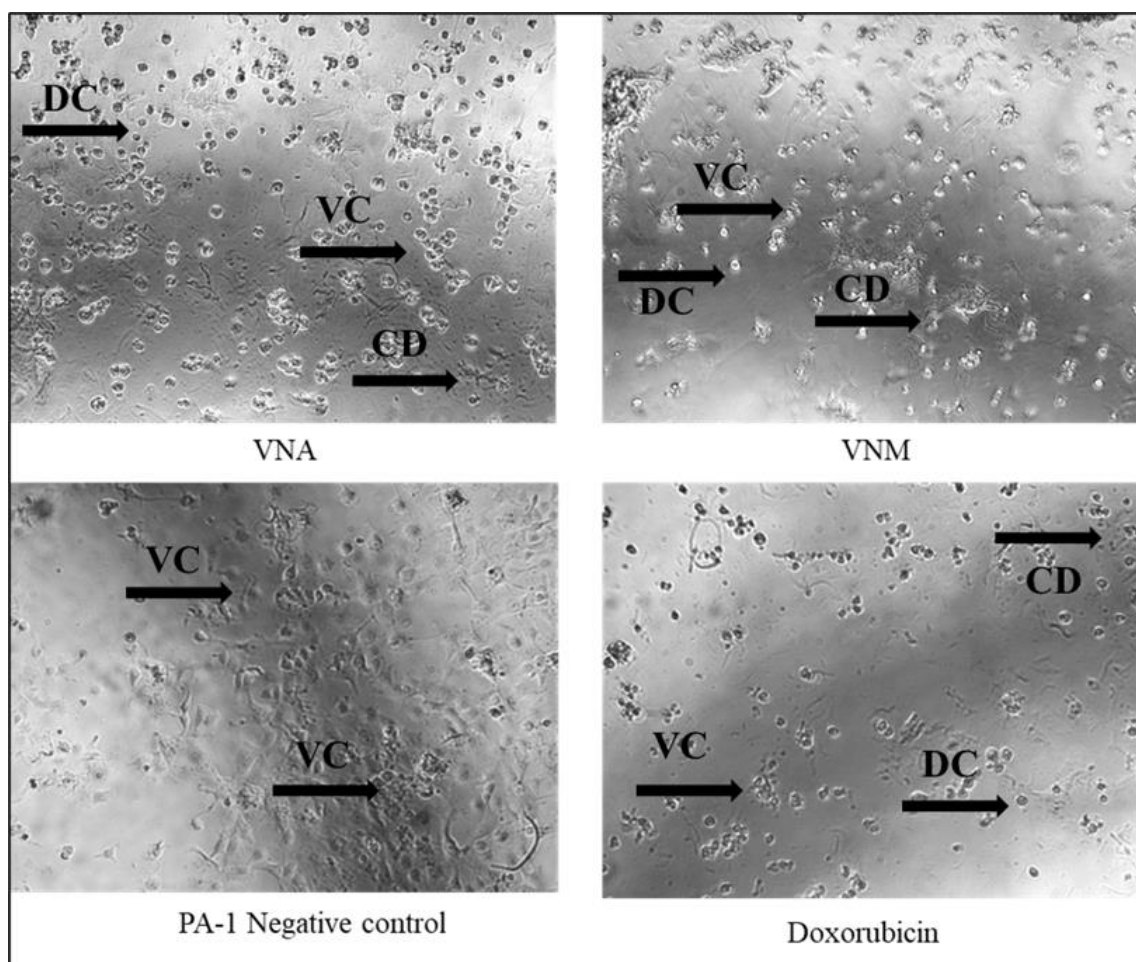 DC
VC
CD
VNA
VC
DC
CD
VNM
VC
VC
PA-1 Negative control
CD
VC
DC
Doxorubicin